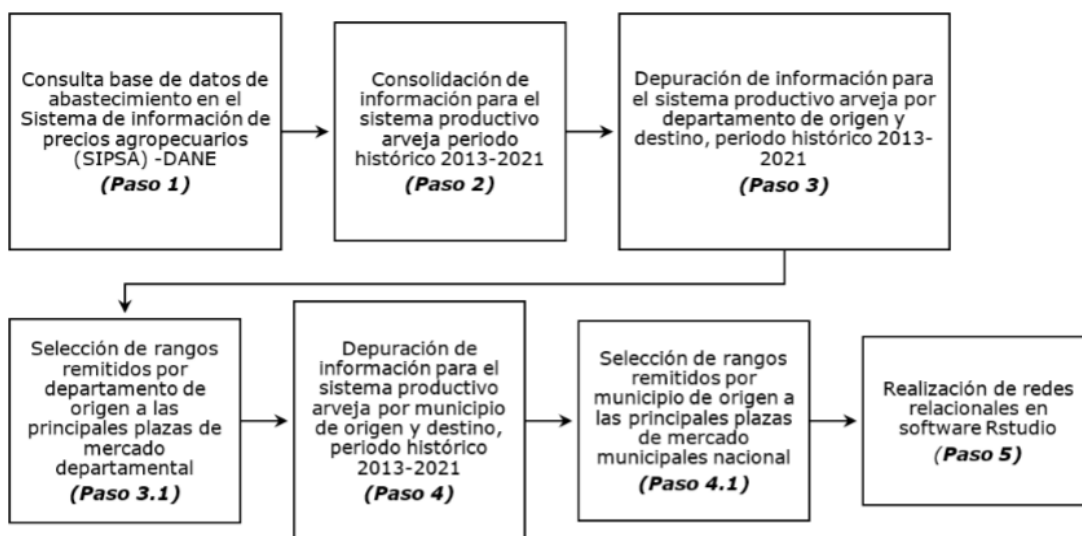 Consulta base de datos de
abastecimiento en el
Sistema de información de
precios agropecuarios
(SIPSA) -DANE
(Paso 1)
Consolidación de
información para el
sistema productivo
arveja periodo
histórico 2013-2021
(Paso 2)
Depuración de información para
el sistema productivo arveja por
departamento de origen y
destino, periodo histórico 2013-
2021
(Paso 3)
Selección de rangos
remitidos por
departamento de
origen a las
principales plazas de
mercado
departamental
(Paso 3.1)
Depuración de
información para el
sistema productivo
arveja por municipio
de origen y destino,
periodo histórico
2013-2021
(Paso 4)
Selección de rangos
remitidos por
municipio de origen a
las principales plazas
de mercado
municipales nacional
(Paso 4.1)
Realización de redes
relacionales en
software Rstudio
(Paso 5)